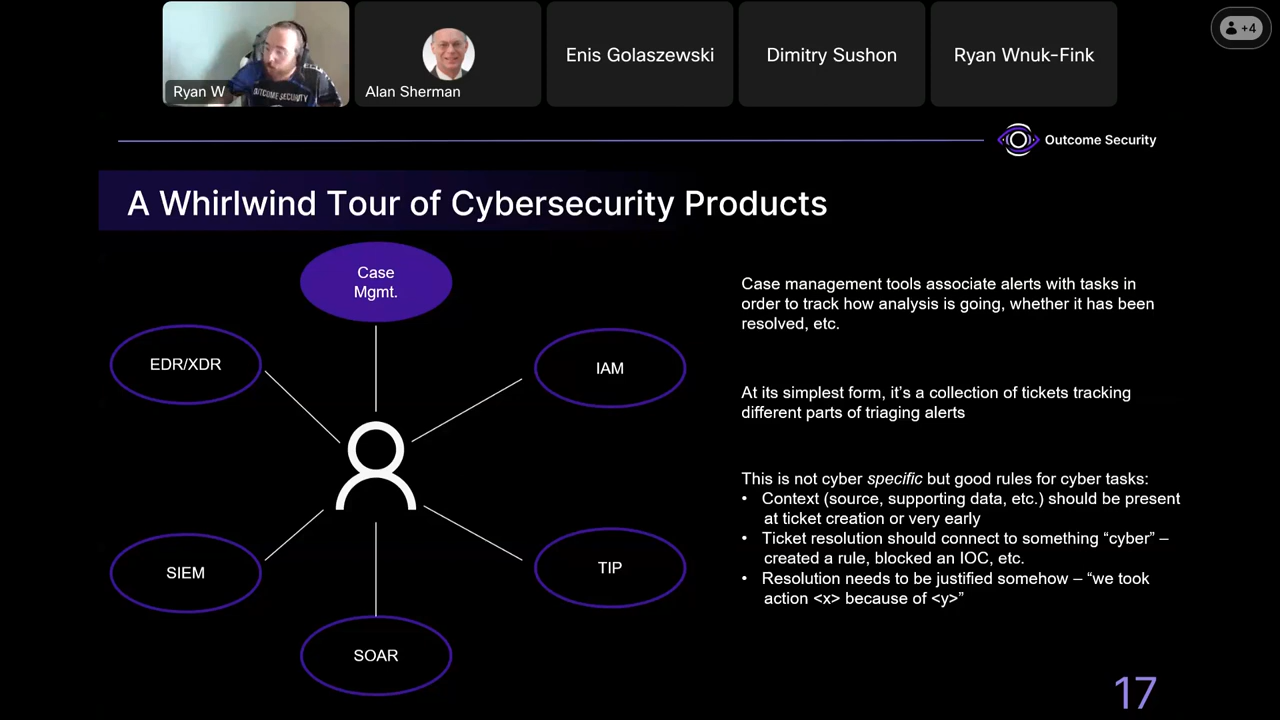 Ryan W
OUTCOME SECURITY
Alan Sherman
Enis Golaszewski
Dimitry Sushon
Ryan Wnuk-Fink
+4
Outcome Security
A Whirlwind Tour of Cybersecurity Products
Case
Mgmt.
EDR/XDR
IAM
SIEM
TIP
SOAR
Case management tools associate alerts with tasks in
order to track how analysis is going, whether it has been
resolved, etc.
At its simplest form, it’s a collection of tickets tracking
different parts of triaging alerts
This is not cyber specific but good rules for cyber tasks:
• Context (source, supporting data, etc.) should be present
at ticket creation or very early
• Ticket resolution should connect to something “cyber” –
created a rule, blocked an IOC, etc.
• Resolution needs to be justified somehow – “we took
action <x> because of <y>”
17